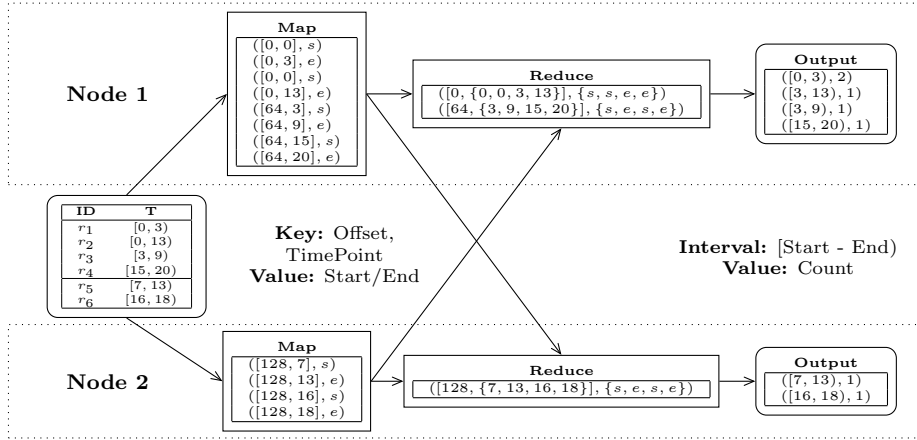 Node 1
Map
([0, 0], s)
([0, 3], e)
([0, 0], s)
([0, 13], e)
([64, 3], s)
([64, 9], e)
([64, 15], s)
([64, 20], e)
Reduce
([0, {0, 0, 3, 13}], {s, s, e, e})
([64, {3, 9, 15, 20}], {s, e, s, e})
Output
([0, 3), 2)
([3, 13), 1)
([3, 9), 1)
([15, 20), 1)
ID T
r1 [0, 3)
r2 [0, 13)
r3 [3, 9)
r4 [15, 20)
r5 [7, 13)
r6 [16, 18)
Key: Offset,
TimePoint
Value: Start/End
Interval: [Start - End)
Value: Count
Node 2
Map
([128, 7], s)
([128, 13], e)
([128, 16], s)
([128, 18], e)
Reduce
([128, {7, 13, 16, 18}], {s, e, s, e})
Output
([7, 13), 1)
([16, 18), 1)